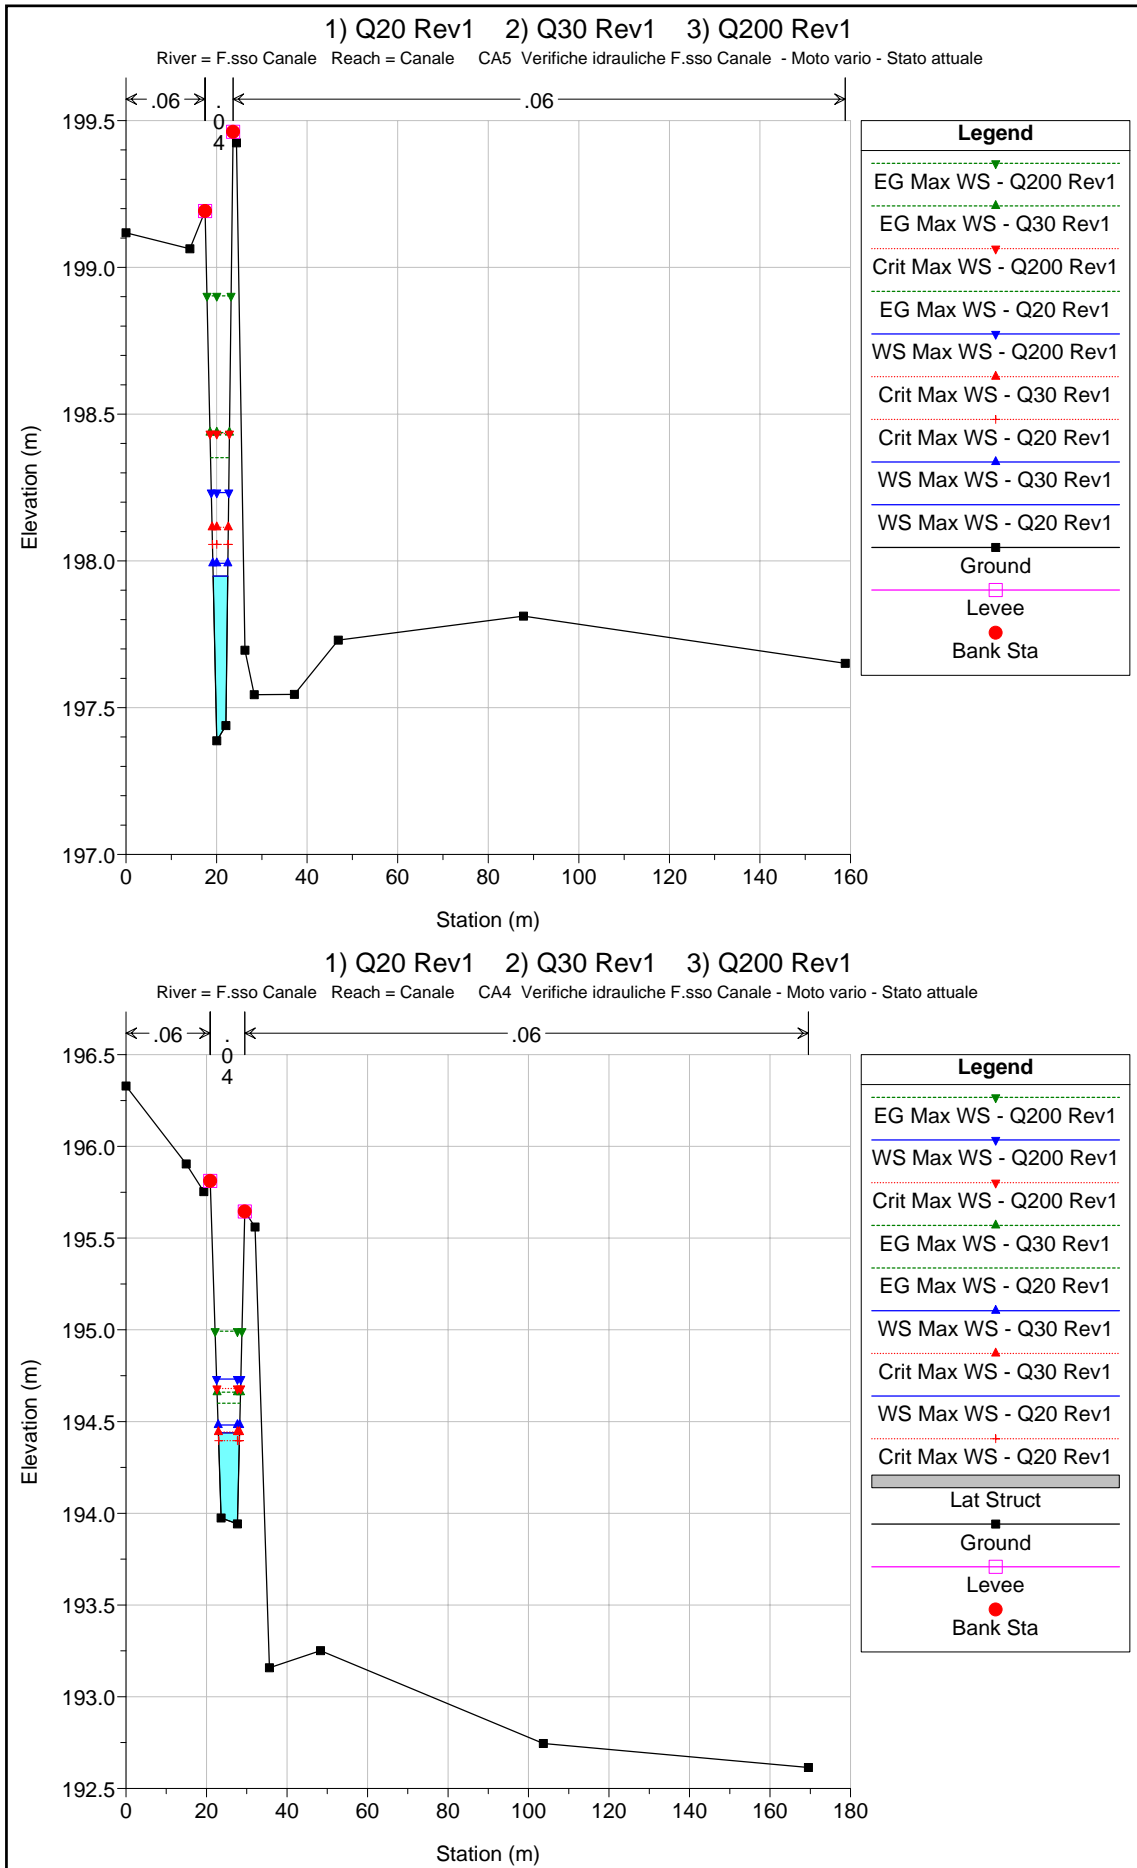 1) Q20 Rev1 2) Q30 Rev1 3) Q200 Rev1
River = F.sso Canale Reach = Canale CA5 Verifiche idrauliche F.sso Canale - Moto vario - Stato attuale
.06 .04 .06
199.5
199.0
198.5
198.0
197.5
197.0
Elevation (m)
0 20 40 60 80 100 120 140 160
Station (m)
Legend
EG Max WS - Q200 Rev1
EG Max WS - Q30 Rev1
Crit Max WS - Q200 Rev1
EG Max WS - Q20 Rev1
WS Max WS - Q200 Rev1
Crit Max WS - Q30 Rev1
Crit Max WS - Q20 Rev1
WS Max WS - Q30 Rev1
WS Max WS - Q20 Rev1
Ground
Levee
Bank Sta
1) Q20 Rev1 2) Q30 Rev1 3) Q200 Rev1
River = F.sso Canale Reach = Canale CA4 Verifiche idrauliche F.sso Canale - Moto vario - Stato attuale
.06 .04 .06
196.5
196.0
195.5
195.0
194.5
194.0
193.5
193.0
192.5
Elevation (m)
0 20 40 60 80 100 120 140 160 180
Station (m)
Legend
EG Max WS - Q200 Rev1
WS Max WS - Q200 Rev1
Crit Max WS - Q200 Rev1
EG Max WS - Q30 Rev1
EG Max WS - Q20 Rev1
WS Max WS - Q30 Rev1
Crit Max WS - Q30 Rev1
WS Max WS - Q20 Rev1
Crit Max WS - Q20 Rev1
Lat Struct
Ground
Levee
Bank Sta